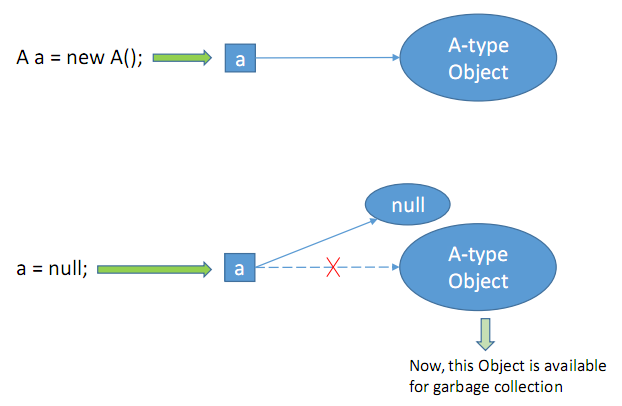 A a = new A();
a
A-type
Object
null
a = null;
a
A-type
Object
Now, this Object is available
for garbage collection